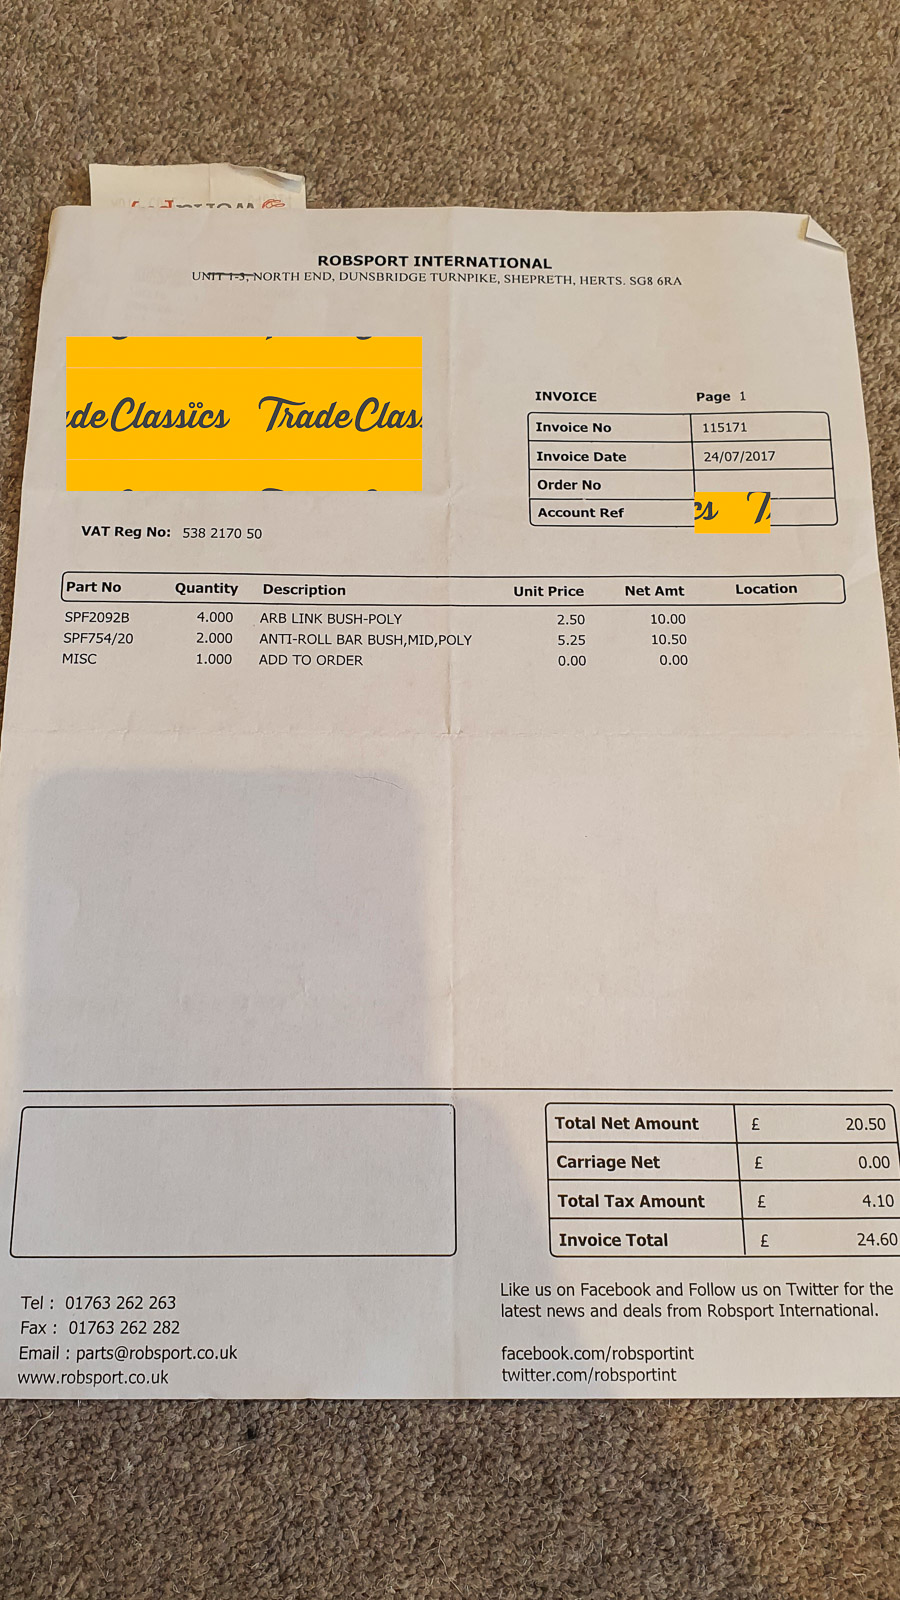 ROBSPORT INTERNATIONAL
UNIT 1-3, NORTH END, DUNSBRIDGE TURNPIKE, SHEPRETH, HERTS. SG8 6RA
deClassïcs TradeClas
INVOICE Page 1
Invoice No 115171
Invoice Date 24/07/2017
Order No
Account Ref cs T
VAT Reg No: 538 2170 50
Part No Quantity Description Unit Price Net Amt Location
SPF2092B 4.000 ARB LINK BUSH-POLY 2.50 10.00
SPF754/20 2.000 ANTI-ROLL BAR BUSH,MID,POLY 5.25 10.50
MISC 1.000 ADD TO ORDER 0.00 0.00
Total Net Amount £ 20.50
Carriage Net £ 0.00
Total Tax Amount £ 4.10
Invoice Total £ 24.60
Like us on Facebook and Follow us on Twitter for the
latest news and deals from Robsport International.
Tel : 01763 262 263
Fax : 01763 262 282
Email : parts@robsport.co.uk
www.robsport.co.uk
facebook.com/robsportint
twitter.com/robsportint